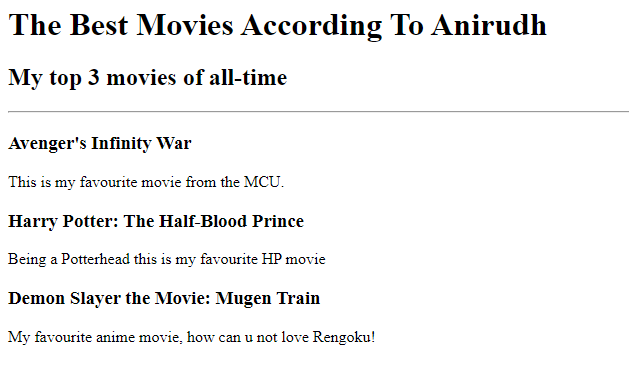 The Best Movies According To Anirudh
My top 3 movies of all-time
Avenger's Infinity War
This is my favourite movie from the MCU.
Harry Potter: The Half-Blood Prince
Being a Potterhead this is my favourite HP movie
Demon Slayer the Movie: Mugen Train
My favourite anime movie, how can u not love Rengoku!